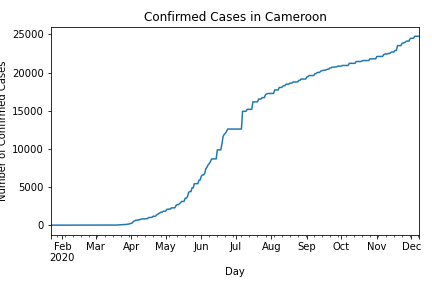 Confirmed Cases in Cameroon
Number of Confirmed Cases
25000
20000
15000
10000
5000
0
Feb Mar Apr May Jun Jul Aug Sep Oct Nov Dec
2020
Day